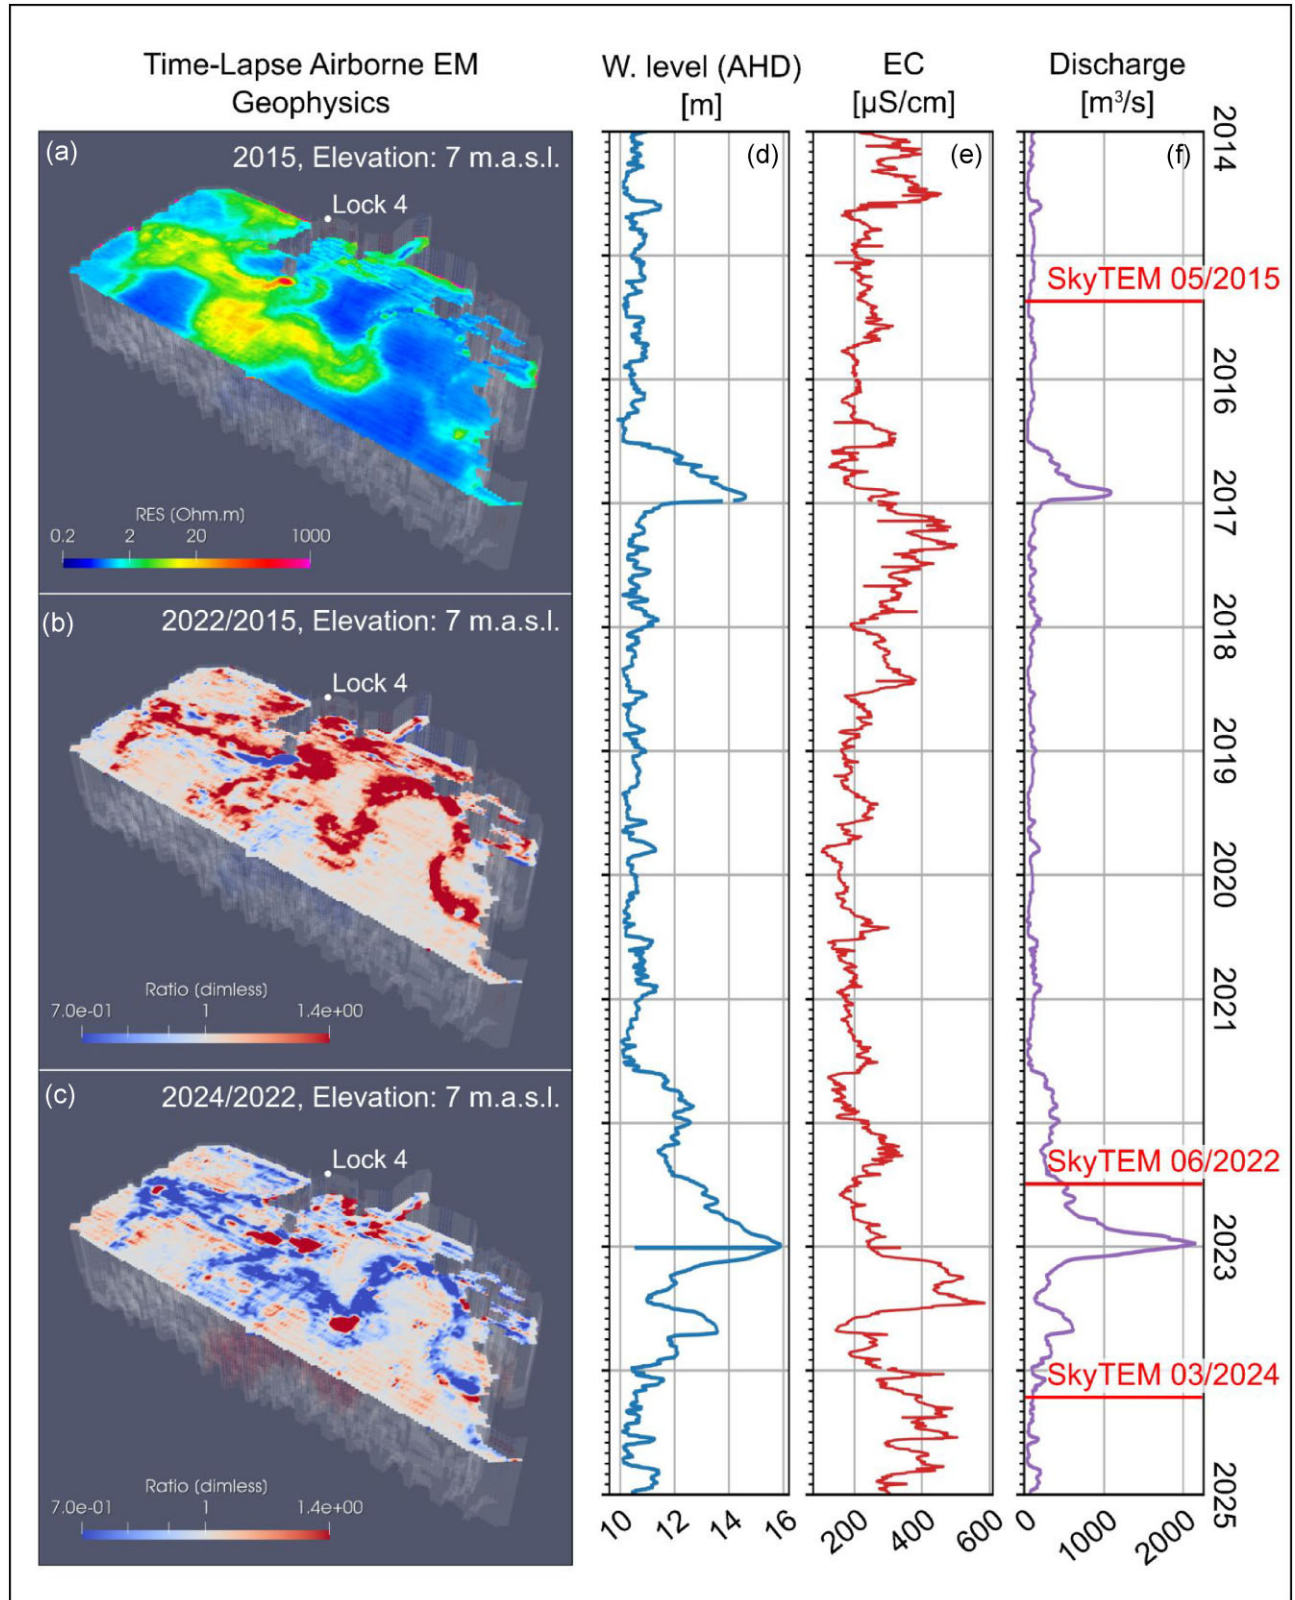 Time-Lapse Airborne EM
Geophysics
W. level (AHD)
[m]
EC
[µS/cm]
Discharge
[m³/s]
(a)
2015, Elevation: 7 m.a.s.l.
Lock 4
RES [Ohm.m]
0.2 2 20 1000
(b)
2022/2015, Elevation: 7 m.a.s.l.
Lock 4
Ratio [dimless]
7.0e-01 1 1.4e+00
(c)
2024/2022, Elevation: 7 m.a.s.l.
Lock 4
Ratio [dimless]
7.0e-01 1 1.4e+00
(d)
10 12 14 16
(e)
200 400 600
(f)
SkyTEM 05/2015
SkyTEM 06/2022
SkyTEM 03/2024
0 1000 2000
2014
2016
2017
2018
2019
2020
2021
2023
2025